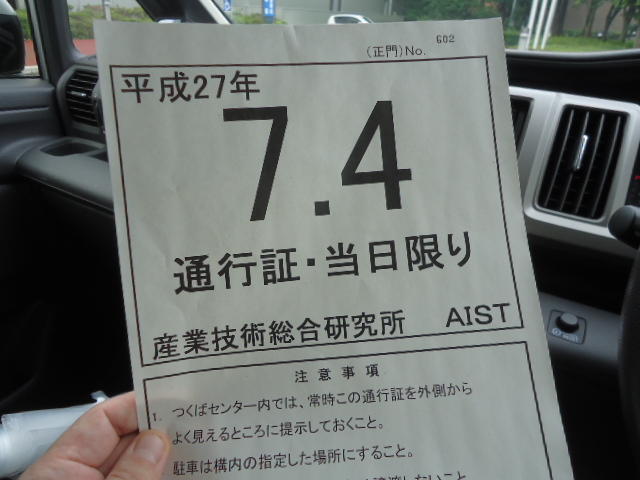 (正門)No. 602
平成27年
7.4
通行証・当日限り
産業技術総合研究所 AIST
注意事項
1. つくばセンター内では、常時この通行証を外側から
よく見えるところに提示しておくこと。
駐車は構内の指定した場所にすること。